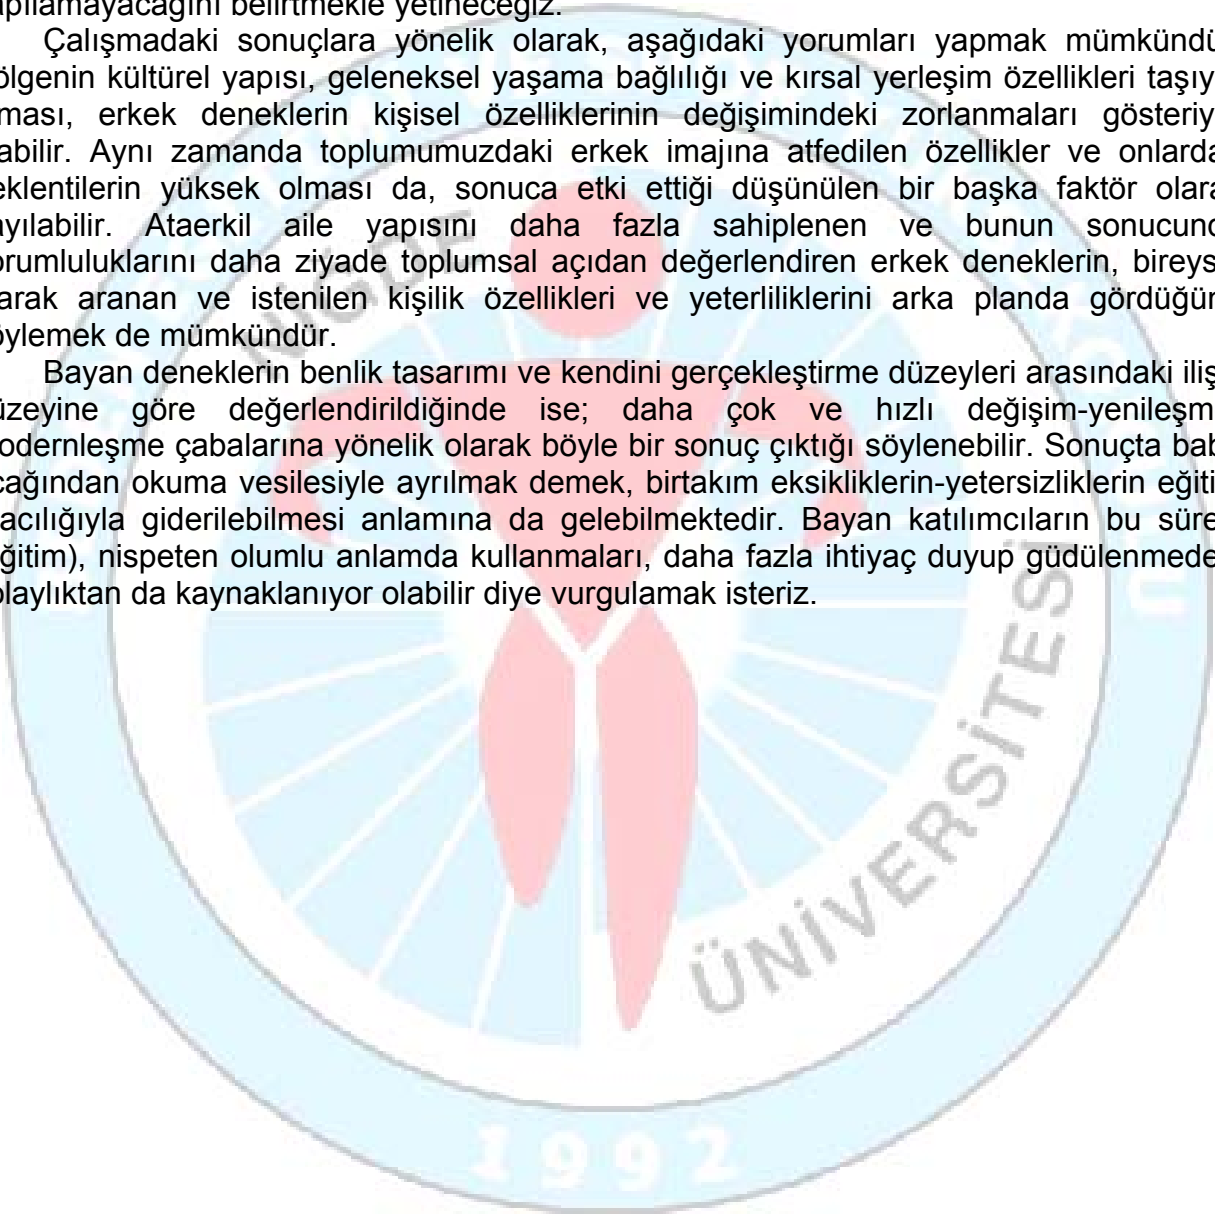 apılamayacağını belirtmekle yetineceğiz.
Çalışmadaki sonuçlara yönelik olarak, aşağıdaki yorumları yapmak mümkündü
ölgenin kültürel yapısı, geleneksel yaşama bağlılığı ve kırsal yerleşim özellikleri taşıy
ması, erkek deneklerin kişisel özelliklerinin değişimindeki zorlanmaları gösteriy
abilir. Aynı zamanda toplumumuzdaki erkek imajına atfedilen özellikler ve onlarda
eklentilerin yüksek olması da, sonuca etki ettiği düşünülen bir başka faktör olara
ayılabilir. Ataerkil aile yapısını daha fazla sahiplenen ve bunun sonucund
orumluluklarını daha ziyade toplumsal açıdan değerlendiren erkek deneklerin, bireyse
arak aranan ve istenilen kişilik özellikleri ve yeterliliklerini arka planda gördüğün
öylemek de mümkündür.
Bayan deneklerin benlik tasarımı ve kendini gerçekleştirme düzeyleri arasındaki iliş
üzeyine göre değerlendirildiğinde ise; daha çok ve hızlı değişim-yenileşm
odernleşme çabalarına yönelik olarak böyle bir sonuç çıktığı söylenebilir. Sonuçta bab
cağından okuma vesilesiyle ayrılmak demek, birtakım eksikliklerin-yetersizliklerin eğiti
acılığıyla giderilebilmesi anlamına da gelebilmektedir. Bayan katılımcıların bu süre
ğitim), nispeten olumlu anlamda kullanmaları, daha fazla ihtiyaç duyup güdülenmede
olaylıktan da kaynaklanıyor olabilir diye vurgulamak isteriz.
NİĞDE
ÜNİVERSİTESİ
1992